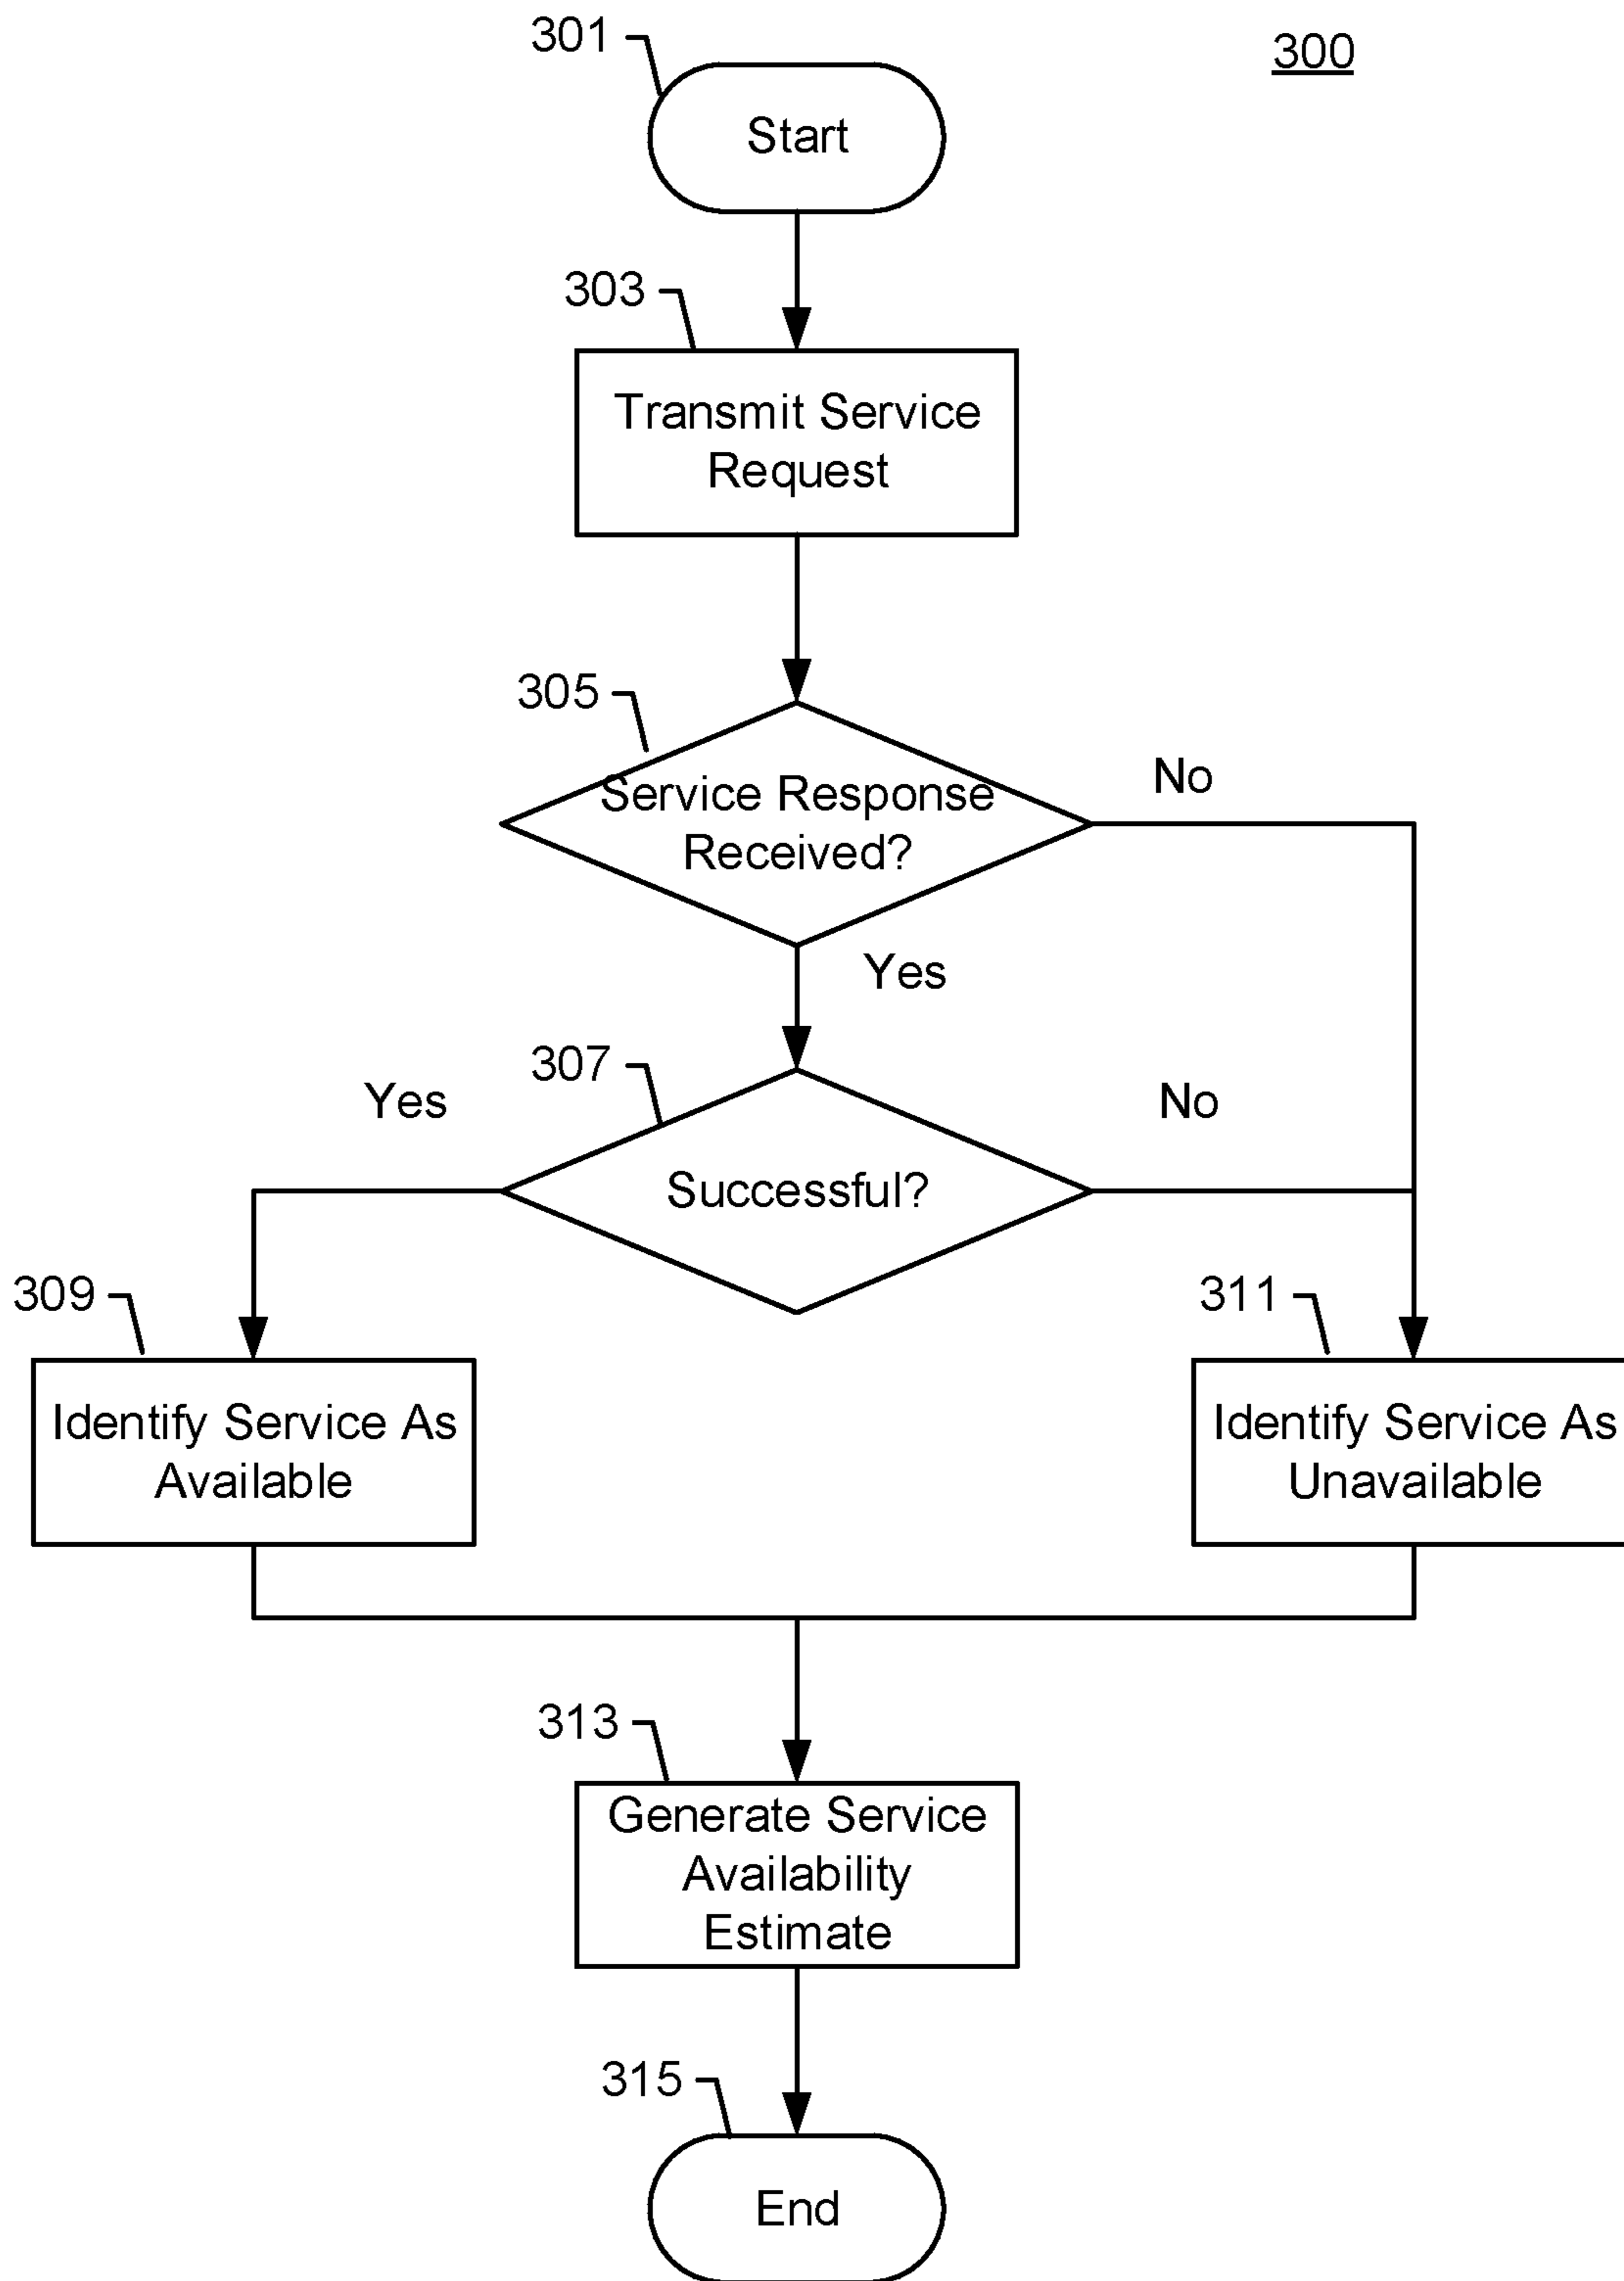 301
300
Start
303
Transmit Service
Request
305
Service Response
Received?
No
Yes
307
Yes
No
Successful?
309
311
Identify Service As
Available
Identify Service As
Unavailable
313
Generate Service
Availability
Estimate
315
End